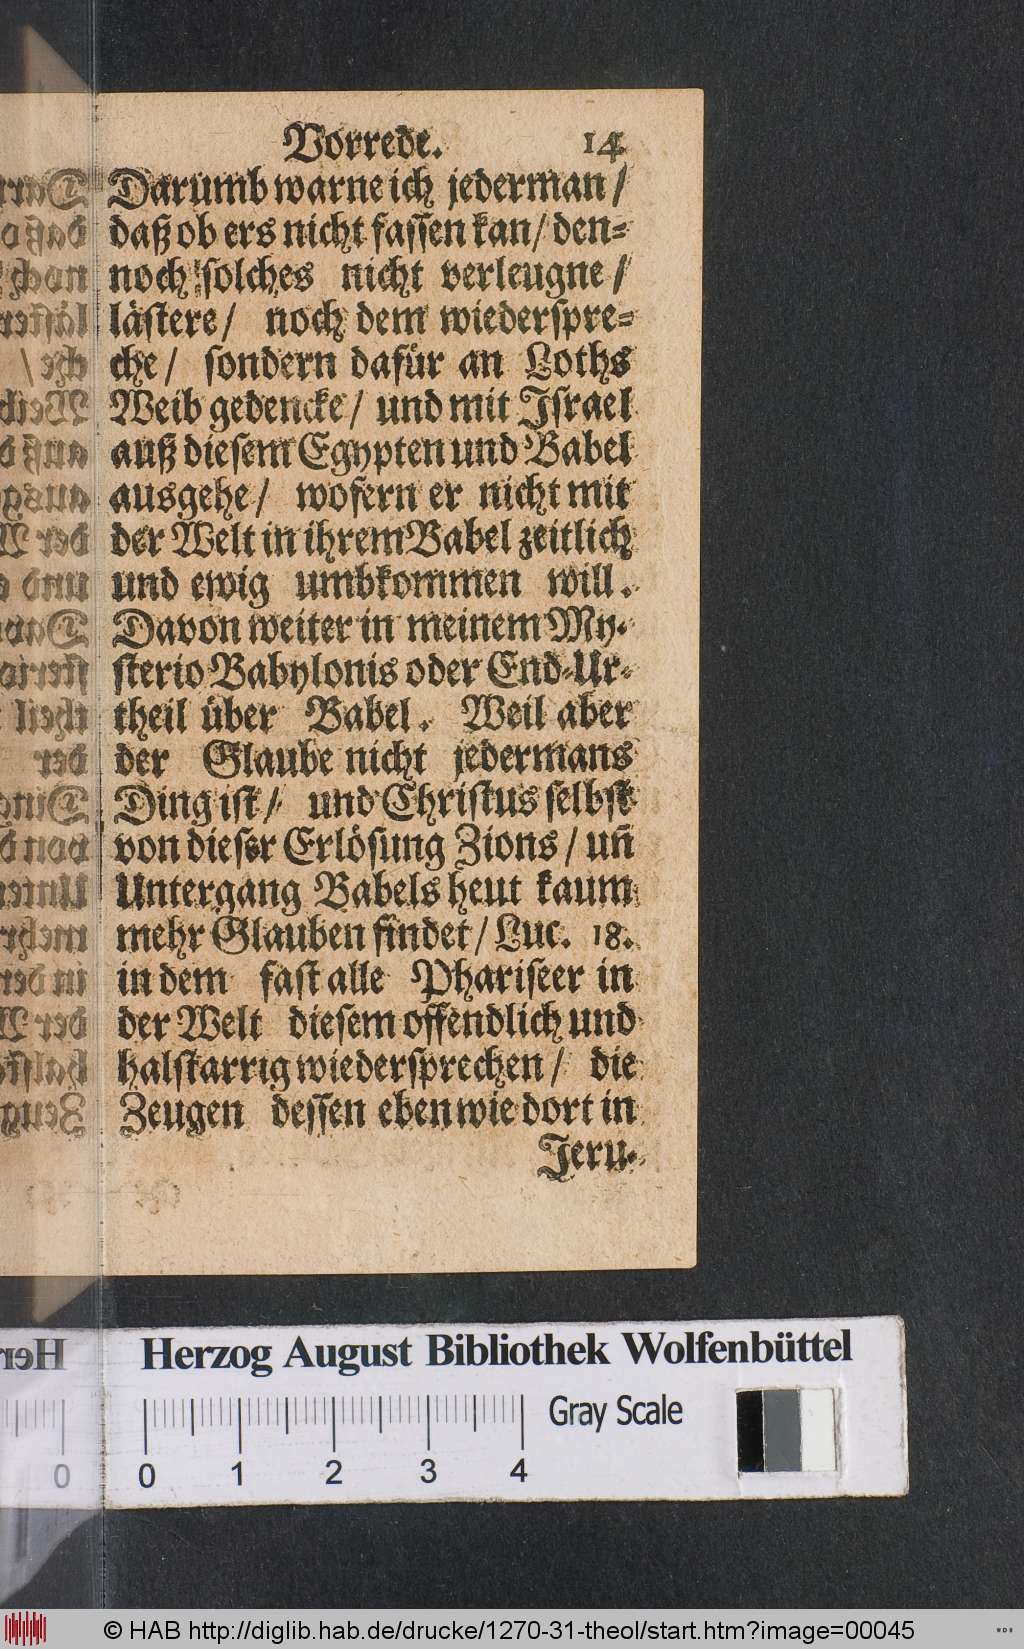 Vorrede. 14
Darumb warne ich jederman /
daß ob ers nicht fassen kan / den-
noch solches nicht verleugne /
lästere / noch dem wiederspre-
che / sondern dafür an Loths
Weib gedencke / und mit Israel
auß diesem Egypten und Babel
ausgehe / wofern er nicht mit
der Welt in ihrem Babel zeitlich
und ewig umbkommen will.
Davon weiter in meinem My-
sterio Babylonis oder End-Ur-
theil über Babel. Weil aber
der Glaube nicht jedermans
Ding ist / und Christus selbst
von dieser Erlösung Zions / uñ
Untergang Babels heut kaum
mehr Glauben findet / Luc. 18.
in dem fast alle Phariseer in
der Welt diesem offendlich und
halstarrig wiedersprechen / die
Zeugen dessen eben wie dort in
Jeru-
Herzog August Bibliothek Wolfenbüttel
Gray Scale
0 1 2 3 4
© HAB http://diglib.hab.de/drucke/1270-31-theol/start.htm?image=00045